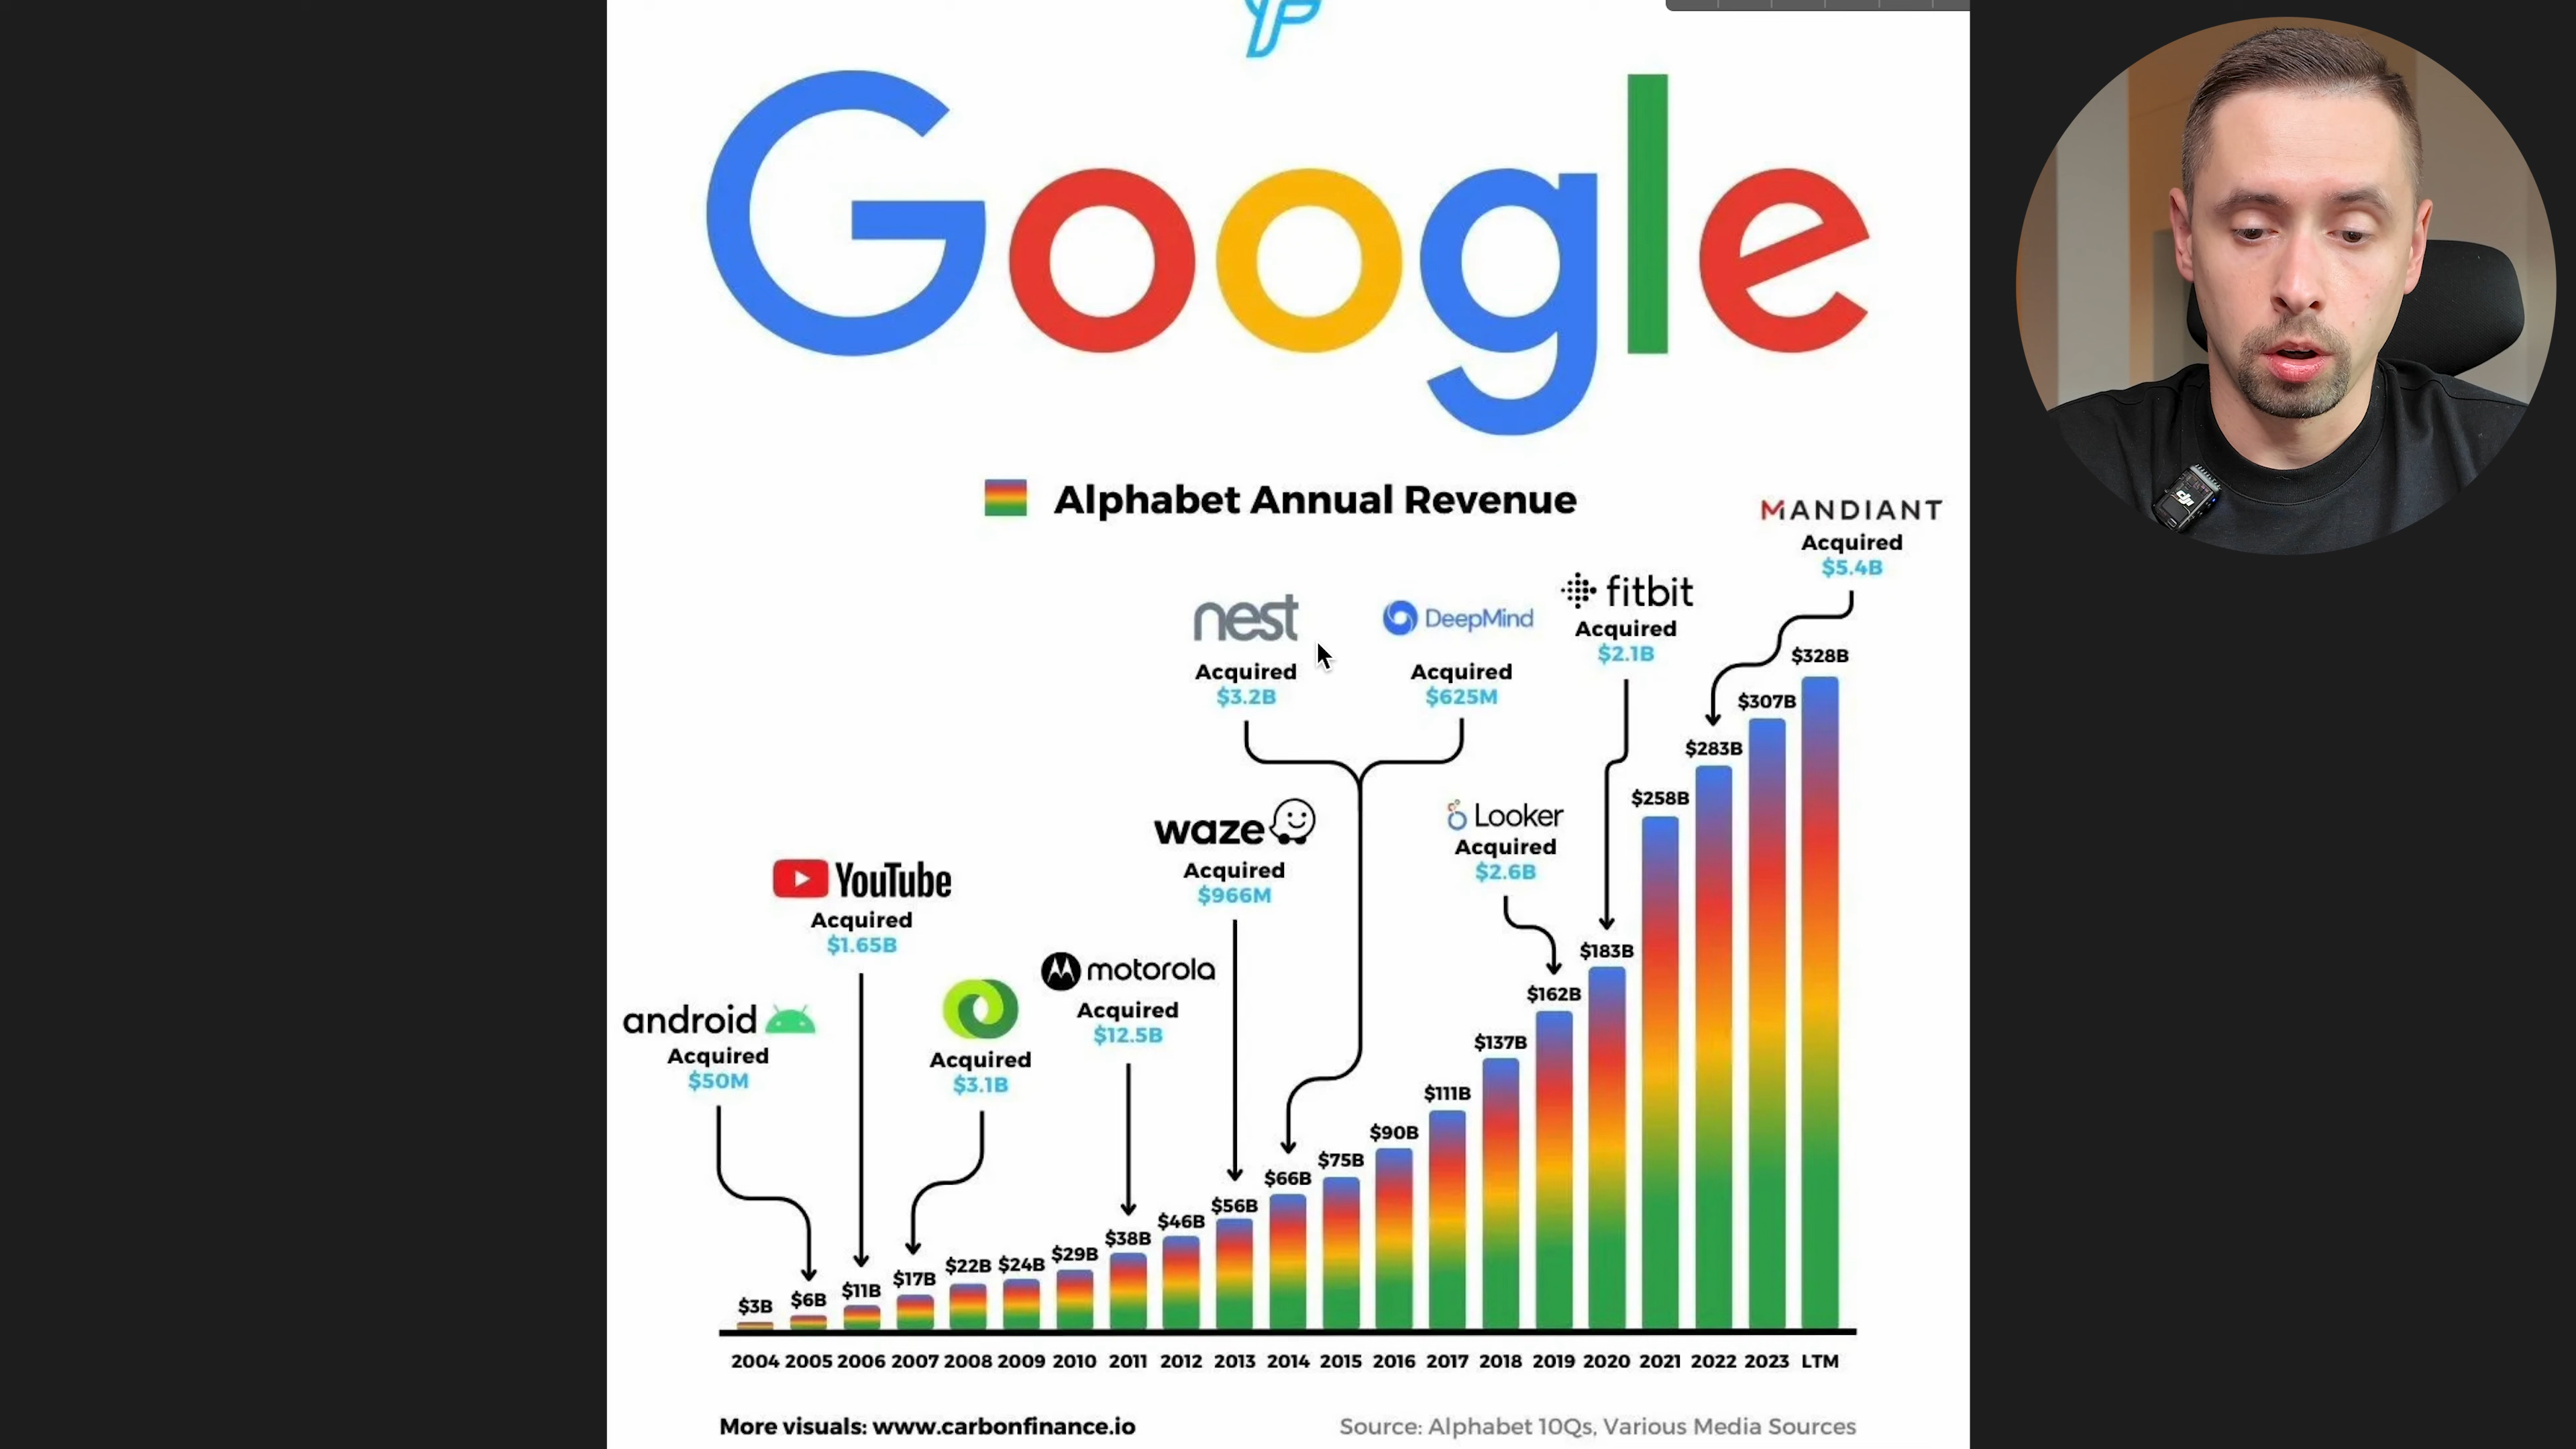 Google
Alphabet Annual Revenue
MANDIANT
Acquired
$5.4B
fitbit
Acquired
$2.1B
nest
Acquired
$3.2B
DeepMind
Acquired
$625M
waze
Acquired
$966M
Looker
Acquired
$2.6B
YouTube
Acquired
$1.65B
motorola
Acquired
$12.5B
android
Acquired
$50M
Acquired
$3.1B
$3B $6B $11B $17B $22B $24B $29B $38B $46B $56B $66B $75B $90B $111B $137B $162B $183B $258B $283B $307B $328B
2004 2005 2006 2007 2008 2009 2010 2011 2012 2013 2014 2015 2016 2017 2018 2019 2020 2021 2022 2023 LTM
More visuals: www.carbonfinance.io
Source: Alphabet 10Qs, Various Media Sources
dji